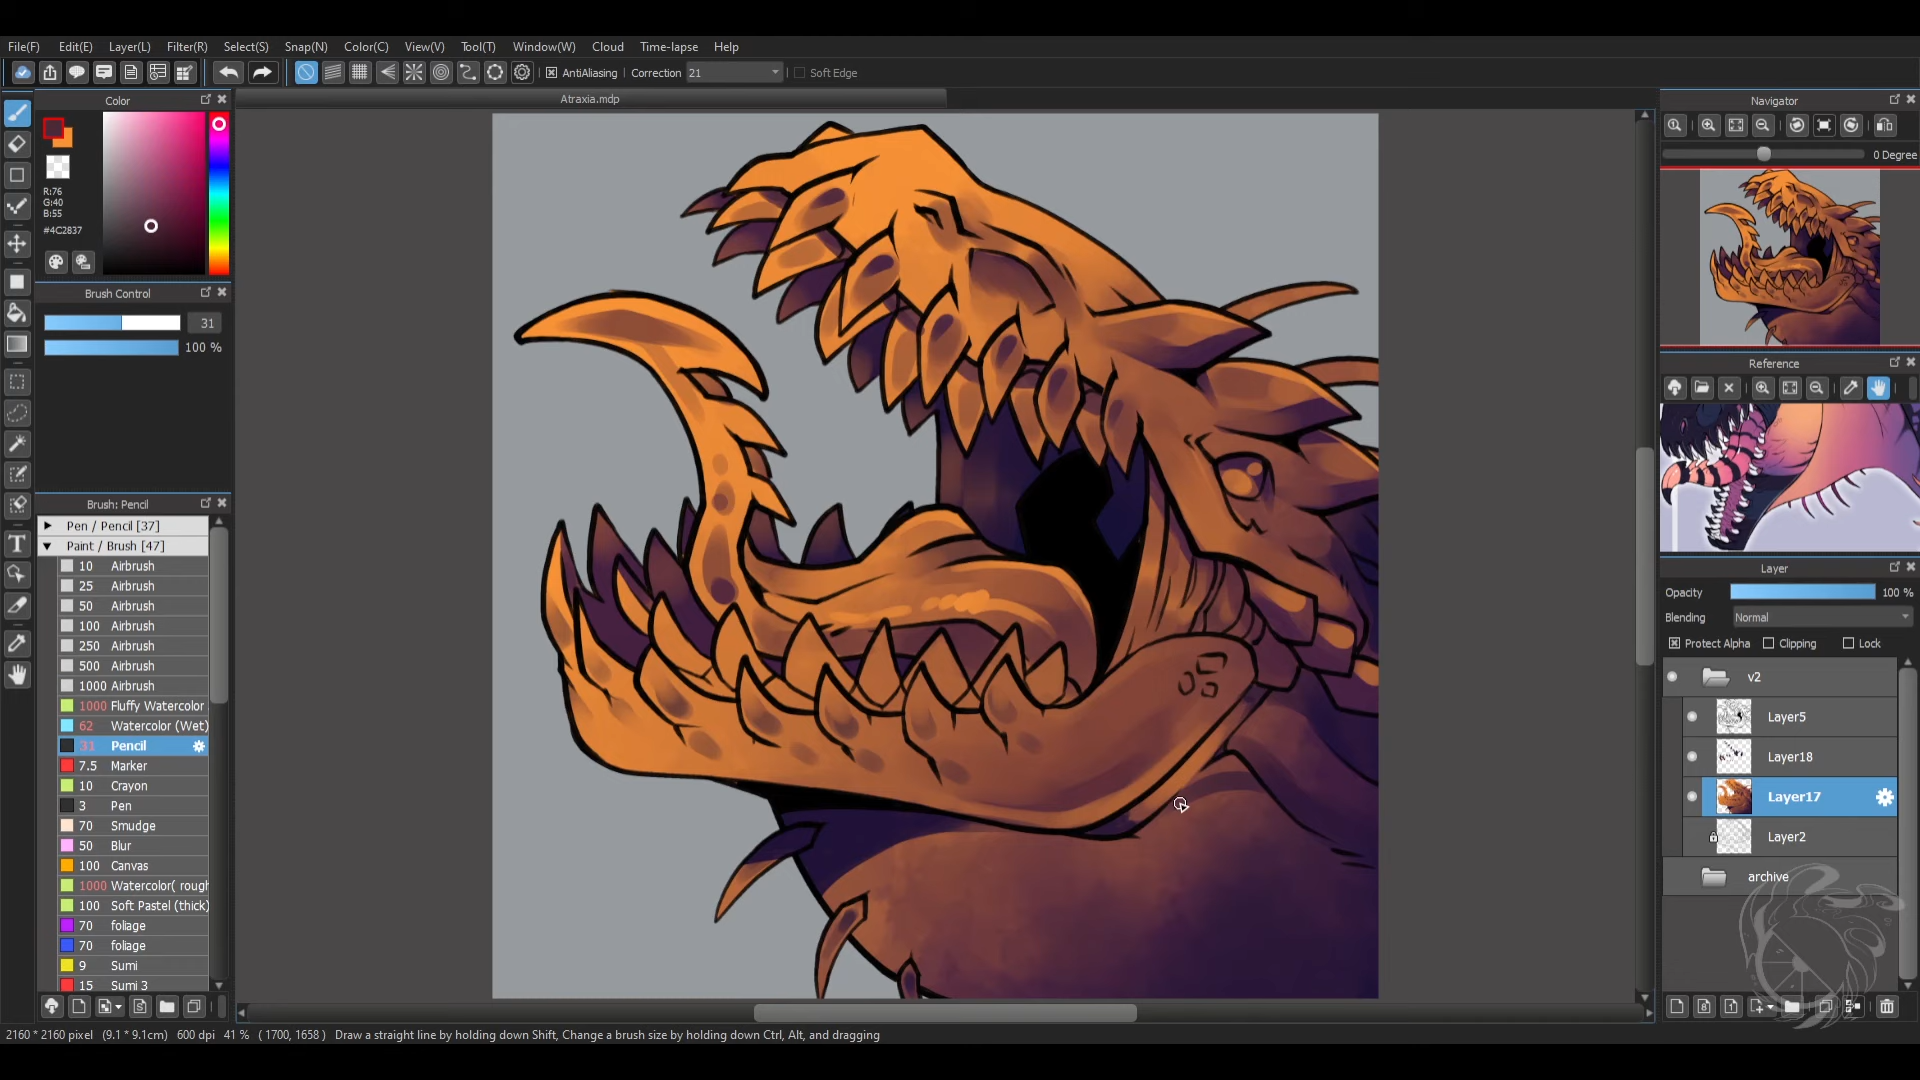 File(F) Edit(E) Layer(L) Filter(R) Select(S) Snap(N) Color(C) View(V) Tool(T) Window(W) Cloud Time-lapse Help
AntiAliasing Correction 21 Soft Edge
Color
R:76
G:40
B:55
#4C2837
Brush Control
31
100 %
Brush: Pencil
Pen / Pencil [37]
Paint / Brush [47]
10 Airbrush
25 Airbrush
50 Airbrush
100 Airbrush
250 Airbrush
500 Airbrush
1000 Airbrush
1000 Fluffy Watercolor
62 Watercolor (Wet)
31 Pencil
7.5 Marker
10 Crayon
3 Pen
70 Smudge
50 Blur
100 Canvas
1000 Watercolor( rough
100 Soft Pastel (thick)
70 foliage
70 foliage
9 Sumi
15 Sumi 3
Atraxia.mdp
Navigator
0 Degree
Reference
Layer
Opacity 100 %
Blending Normal
Protect Alpha Clipping Lock
v2
Layer5
Layer18
Layer17
Layer2
archive
2160 * 2160 pixel (9.1 * 9.1cm) 600 dpi 41 % ( 1700, 1658 ) Draw a straight line by holding down Shift, Change a brush size by holding down Ctrl, Alt, and dragging